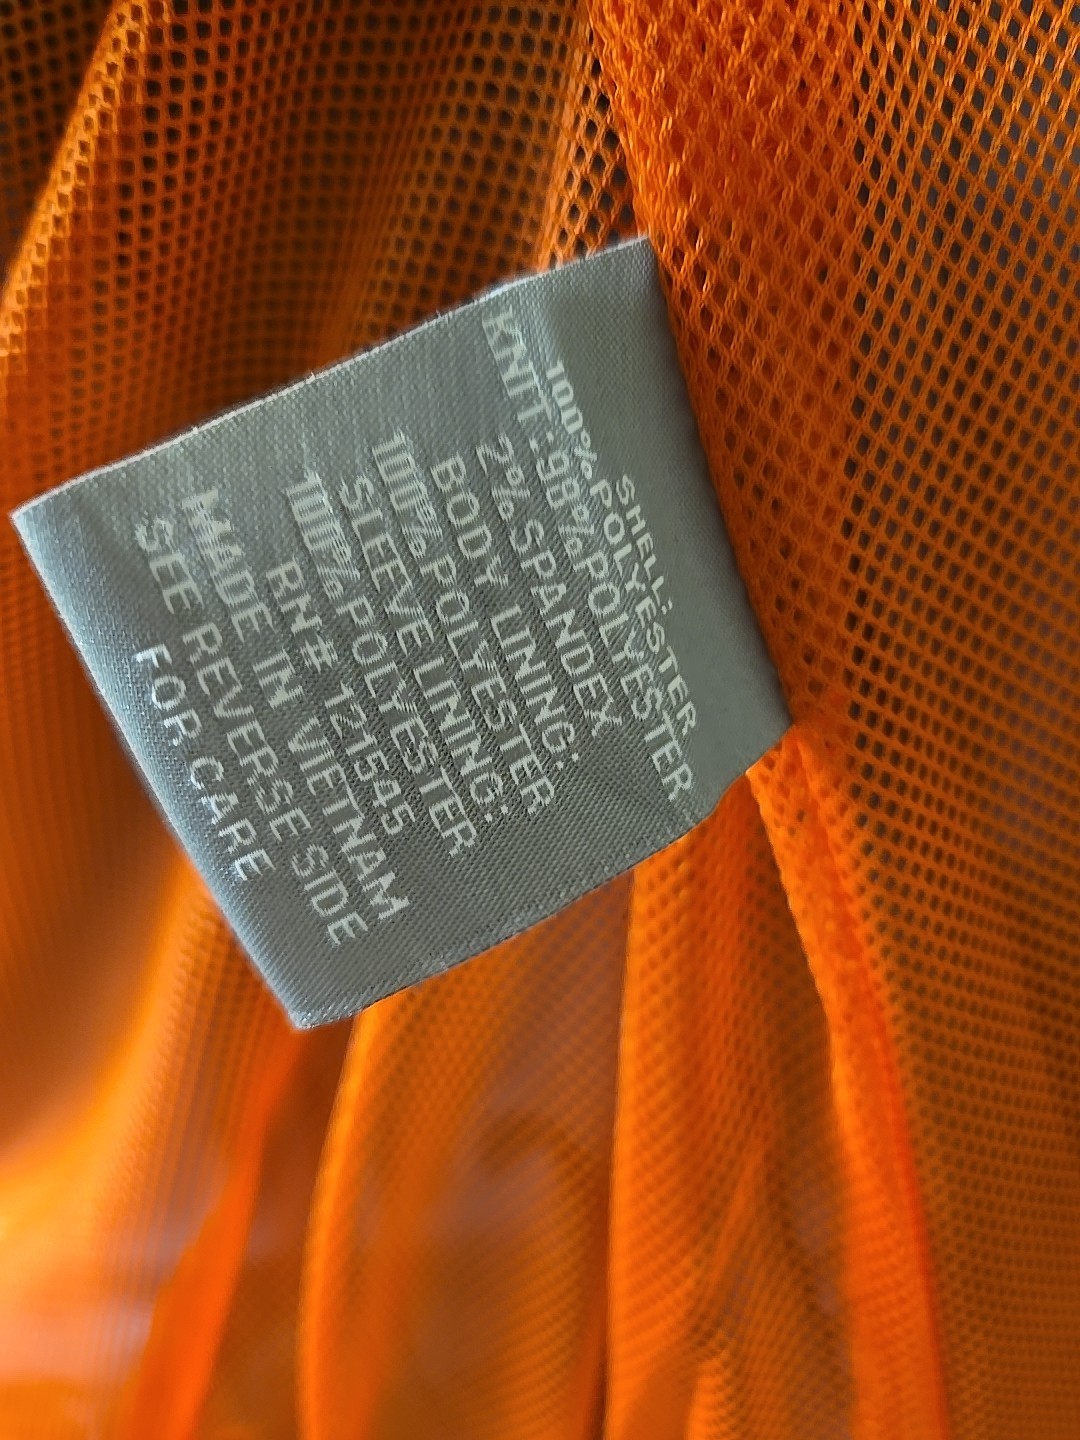 SHELL:
100% POLYESTER
KNIT: 98% POLYESTER
2% SPANDEX
BODY LINING:
100% POLYESTER
SLEEVE LINING:
100% POLYESTER
RN# 121545
MADE IN VIETNAM
SEE REVERSE SIDE
FOR CARE